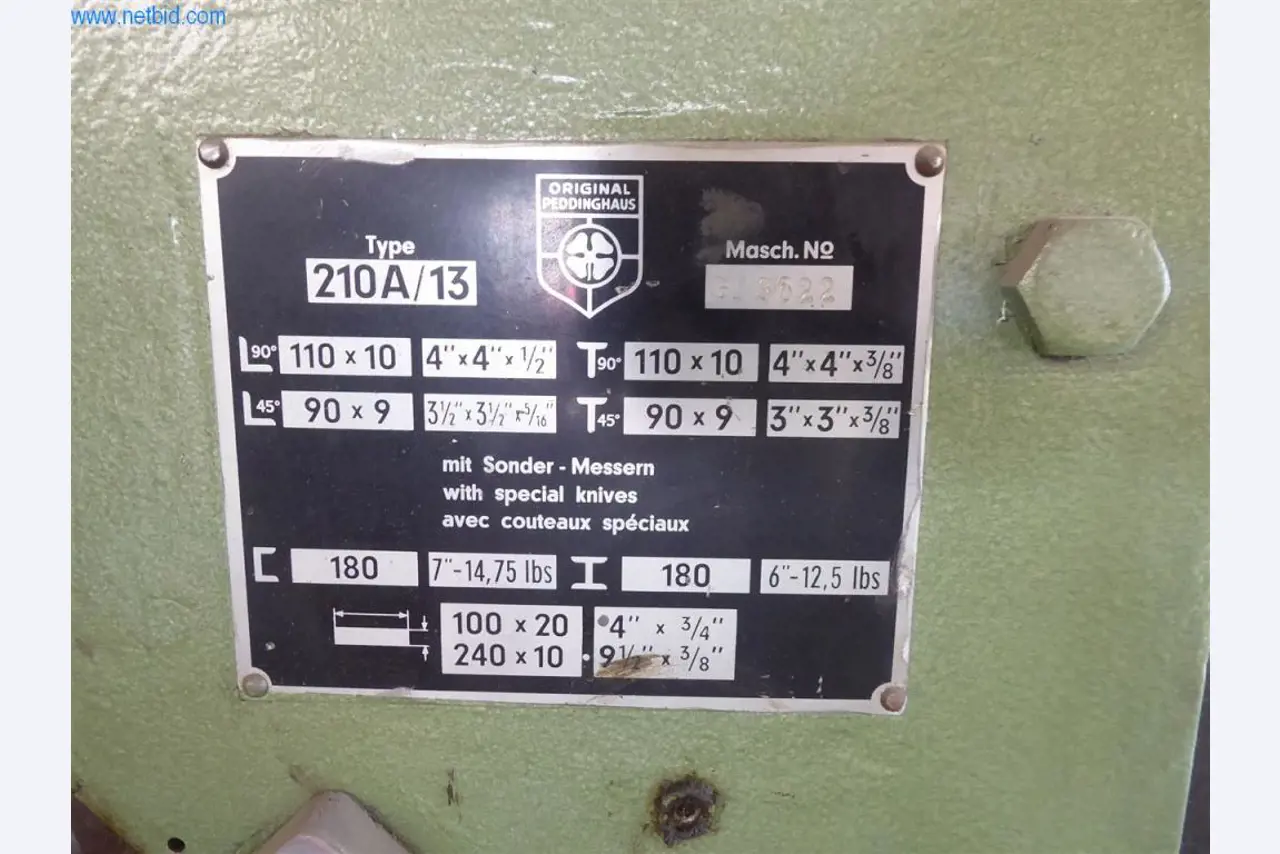 www.netbid.com
ORIGINAL
PEDDINGHAUS
Type
Masch. No
210A/13
90° 110 x 10 4" x 4" x 1/2" 90° 110 x 10 4" x 4" x 3/8"
45° 90 x 9 3 1/2" x 3 1/2" x 5/16" 45° 90 x 9 3" x 3" x 3/8"
mit Sonder - Messern
with special knives
avec couteaux spéciaux
180 7"-14,75 lbs 180 6"-12,5 lbs
100 x 20 4" x 3/4"
240 x 10 9 1/2" x 3/8"